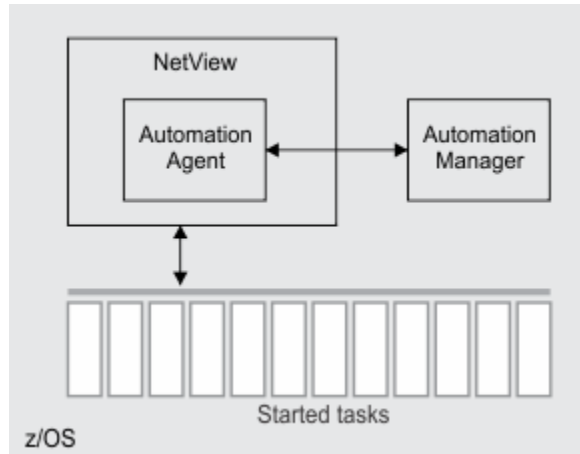 NetView
Automation
Agent
Automation
Manager
Started tasks
z/OS